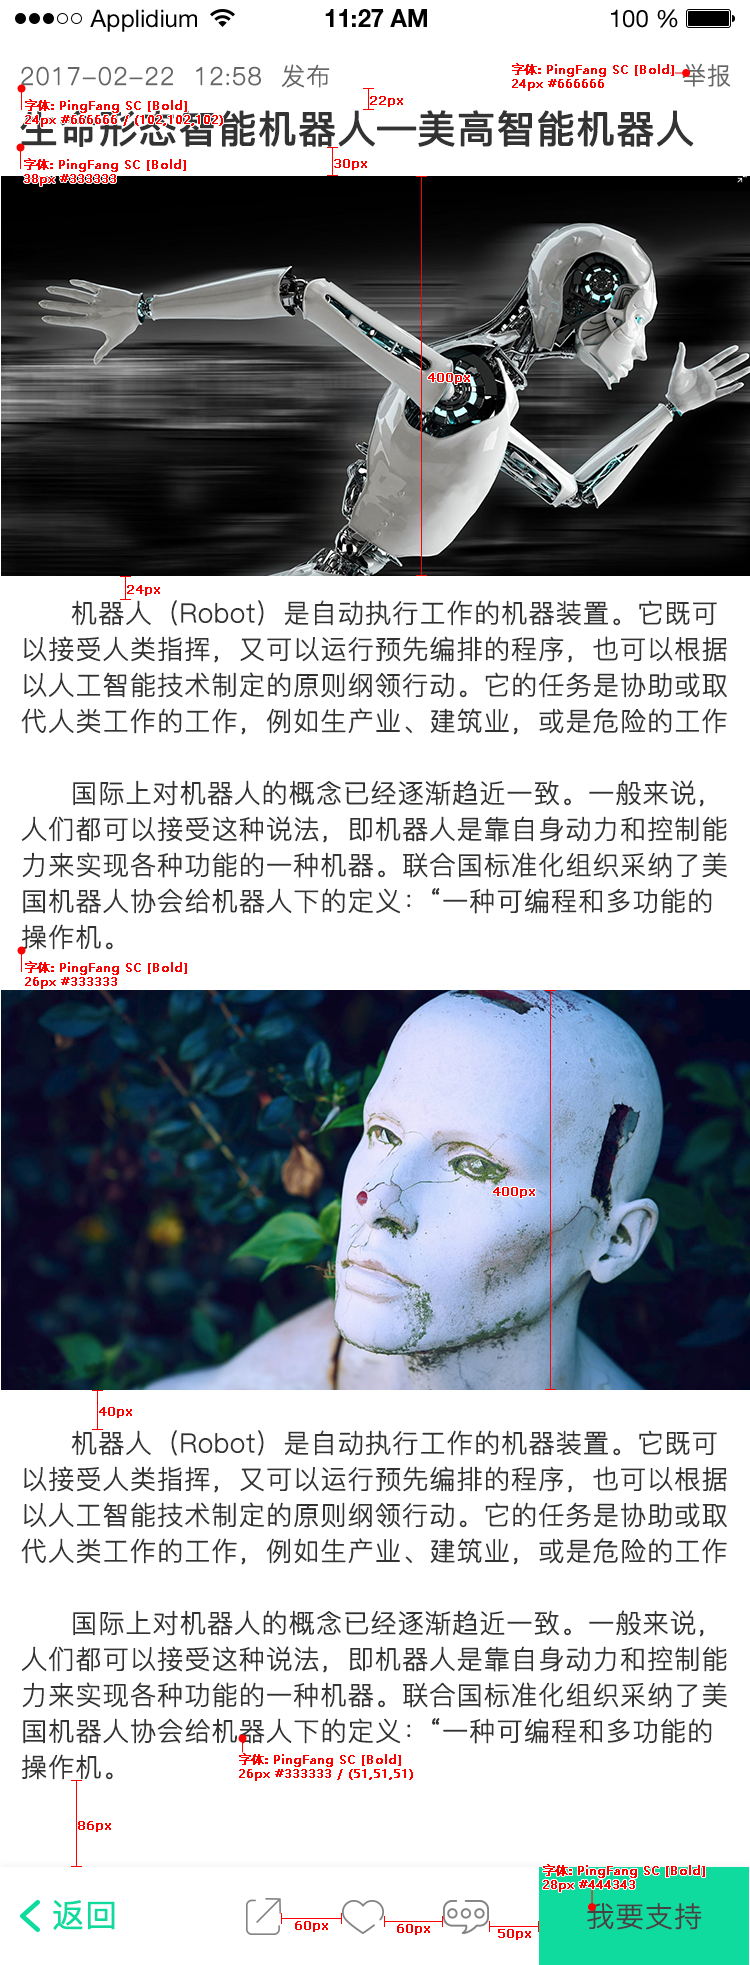 Applidium 11:27 AM 100 %
2017-02-22 12:58 发布
字体: PingFang SC [Bold]
24px #666666
举报
22px
字体: PingFang SC [Bold]
24px #666666 / (102,102,102)
生命形态智能机器人—美高智能机器人
30px
字体: PingFang SC [Bold]
38px #333333
400px
24px
机器人（Robot）是自动执行工作的机器装置。它既可
以接受人类指挥，又可以运行预先编排的程序，也可以根据
以人工智能技术制定的原则纲领行动。它的任务是协助或取
代人类工作的工作，例如生产业、建筑业，或是危险的工作
国际上对机器人的概念已经逐渐趋近一致。一般来说，
人们都可以接受这种说法，即机器人是靠自身动力和控制能
力来实现各种功能的一种机器。联合国标准化组织采纳了美
国机器人协会给机器人下的定义：“一种可编程和多功能的
操作机。
字体: PingFang SC [Bold]
26px #333333
400px
40px
机器人（Robot）是自动执行工作的机器装置。它既可
以接受人类指挥，又可以运行预先编排的程序，也可以根据
以人工智能技术制定的原则纲领行动。它的任务是协助或取
代人类工作的工作，例如生产业、建筑业，或是危险的工作
国际上对机器人的概念已经逐渐趋近一致。一般来说，
人们都可以接受这种说法，即机器人是靠自身动力和控制能
力来实现各种功能的一种机器。联合国标准化组织采纳了美
国机器人协会给机器人下的定义：“一种可编程和多功能的
操作机。
字体: PingFang SC [Bold]
26px #333333 / (51,51,51)
86px
字体: PingFang SC [Bold]
28px #444343
返回
60px
60px
50px
我要支持